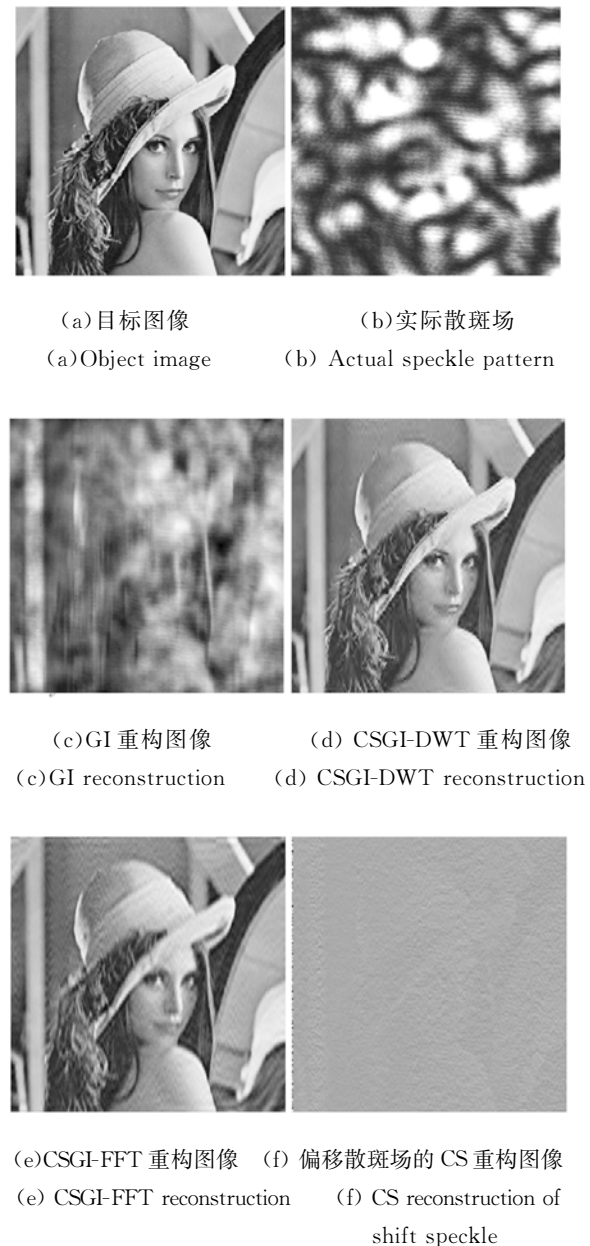 (a)目标图像 (b)实际散斑场
(a)Object image (b) Actual speckle pattern
(c)GI 重构图像 (d) CSGI-DWT 重构图像
(c)GI reconstruction (d) CSGI-DWT reconstruction
(e)CSGI-FFT 重构图像 (f) 偏移散斑场的 CS 重构图像
(e) CSGI-FFT reconstruction (f) CS reconstruction of
shift speckle